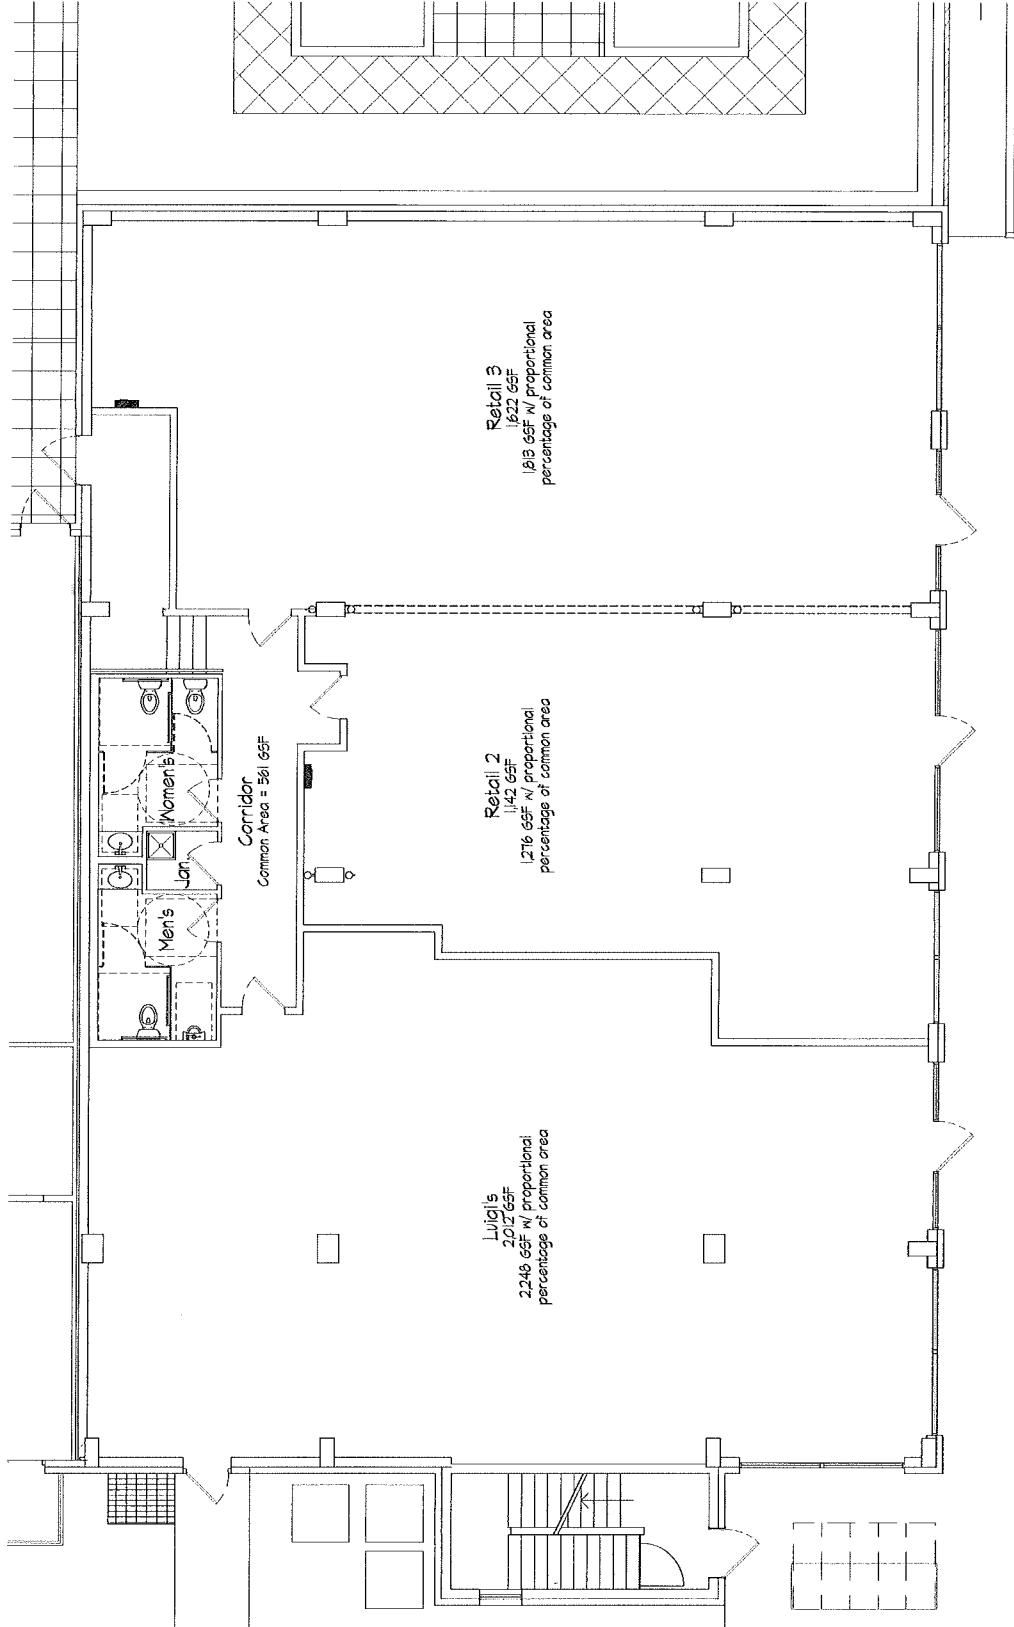 Retail 3
1,622 GSF
1,813 GSF w/ proportional
percentage of common area
Retail 2
1,142 GSF
1,276 GSF w/ proportional
percentage of common area
Corridor
Common Area = 561 GSF
Women's
Jan.
Men's
Luigi's
2,012 GSF
2,248 GSF w/ proportional
percentage of common area